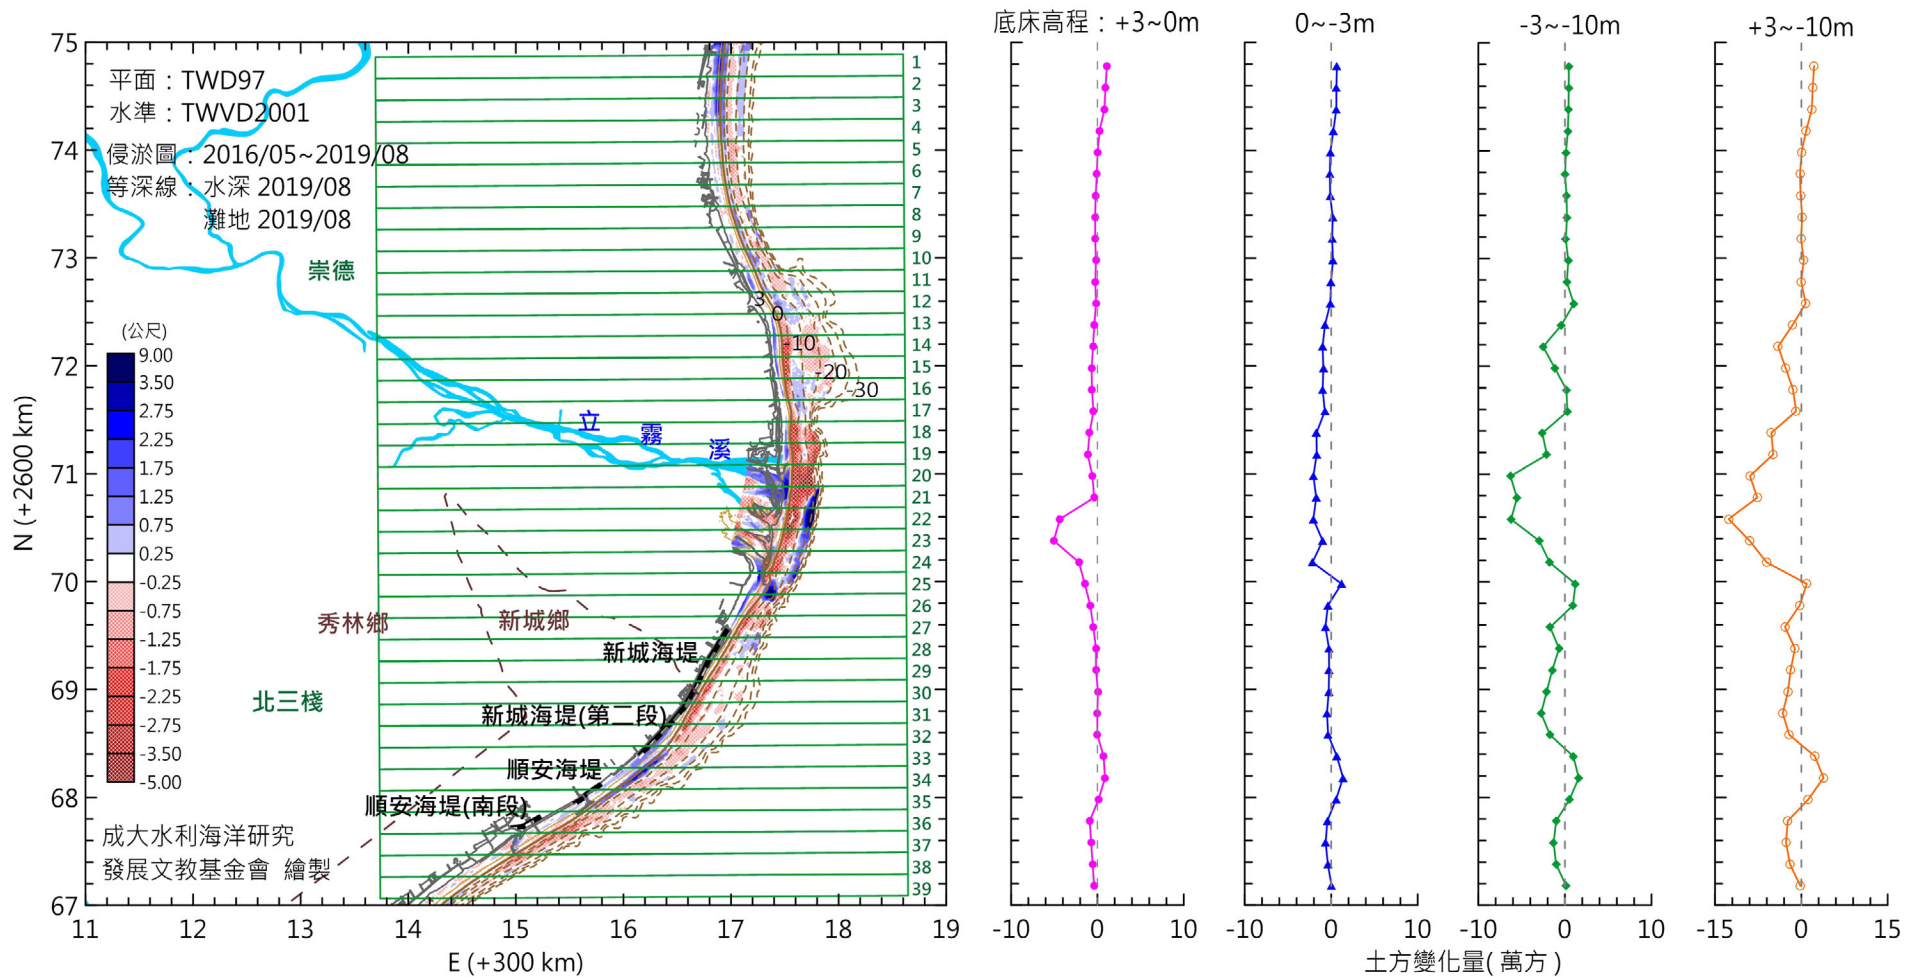 底床高程：+3~0m
0~-3m
-3~-10m
+3~-10m
平面：TWD97
水準：TWVD2001
侵淤圖：2016/05~2019/08
等深線：水深 2019/08
灘地 2019/08
崇德
(公尺)
9.00
3.50
2.75
2.25
1.75
1.25
0.75
0.25
-0.25
-0.75
-1.25
-1.75
-2.25
-2.75
-3.50
-5.00
3
0
-10
-20
-30
立霧溪
秀林鄉
新城鄉
新城海堤
北三棧
新城海堤(第二段)
順安海堤
順安海堤(南段)
成大水利海洋研究
發展文教基金會 繪製
1
2
3
4
5
6
7
8
9
10
11
12
13
14
15
16
17
18
19
20
21
22
23
24
25
26
27
28
29
30
31
32
33
34
35
36
37
38
39
75
74
73
72
71
70
69
68
67
N (+2600 km)
11 12 13 14 15 16 17 18 19
E (+300 km)
-10 0 10
-10 0 10
-10 0 10
-15 0 15
土方變化量( 萬方 )